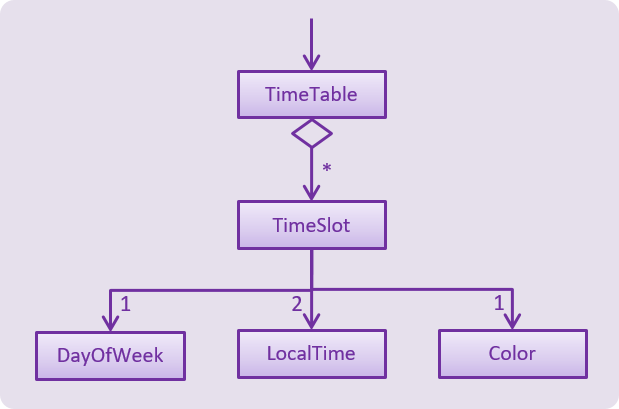 TimeTable
*
TimeSlot
1
2
1
DayOfWeek
LocalTime
Color